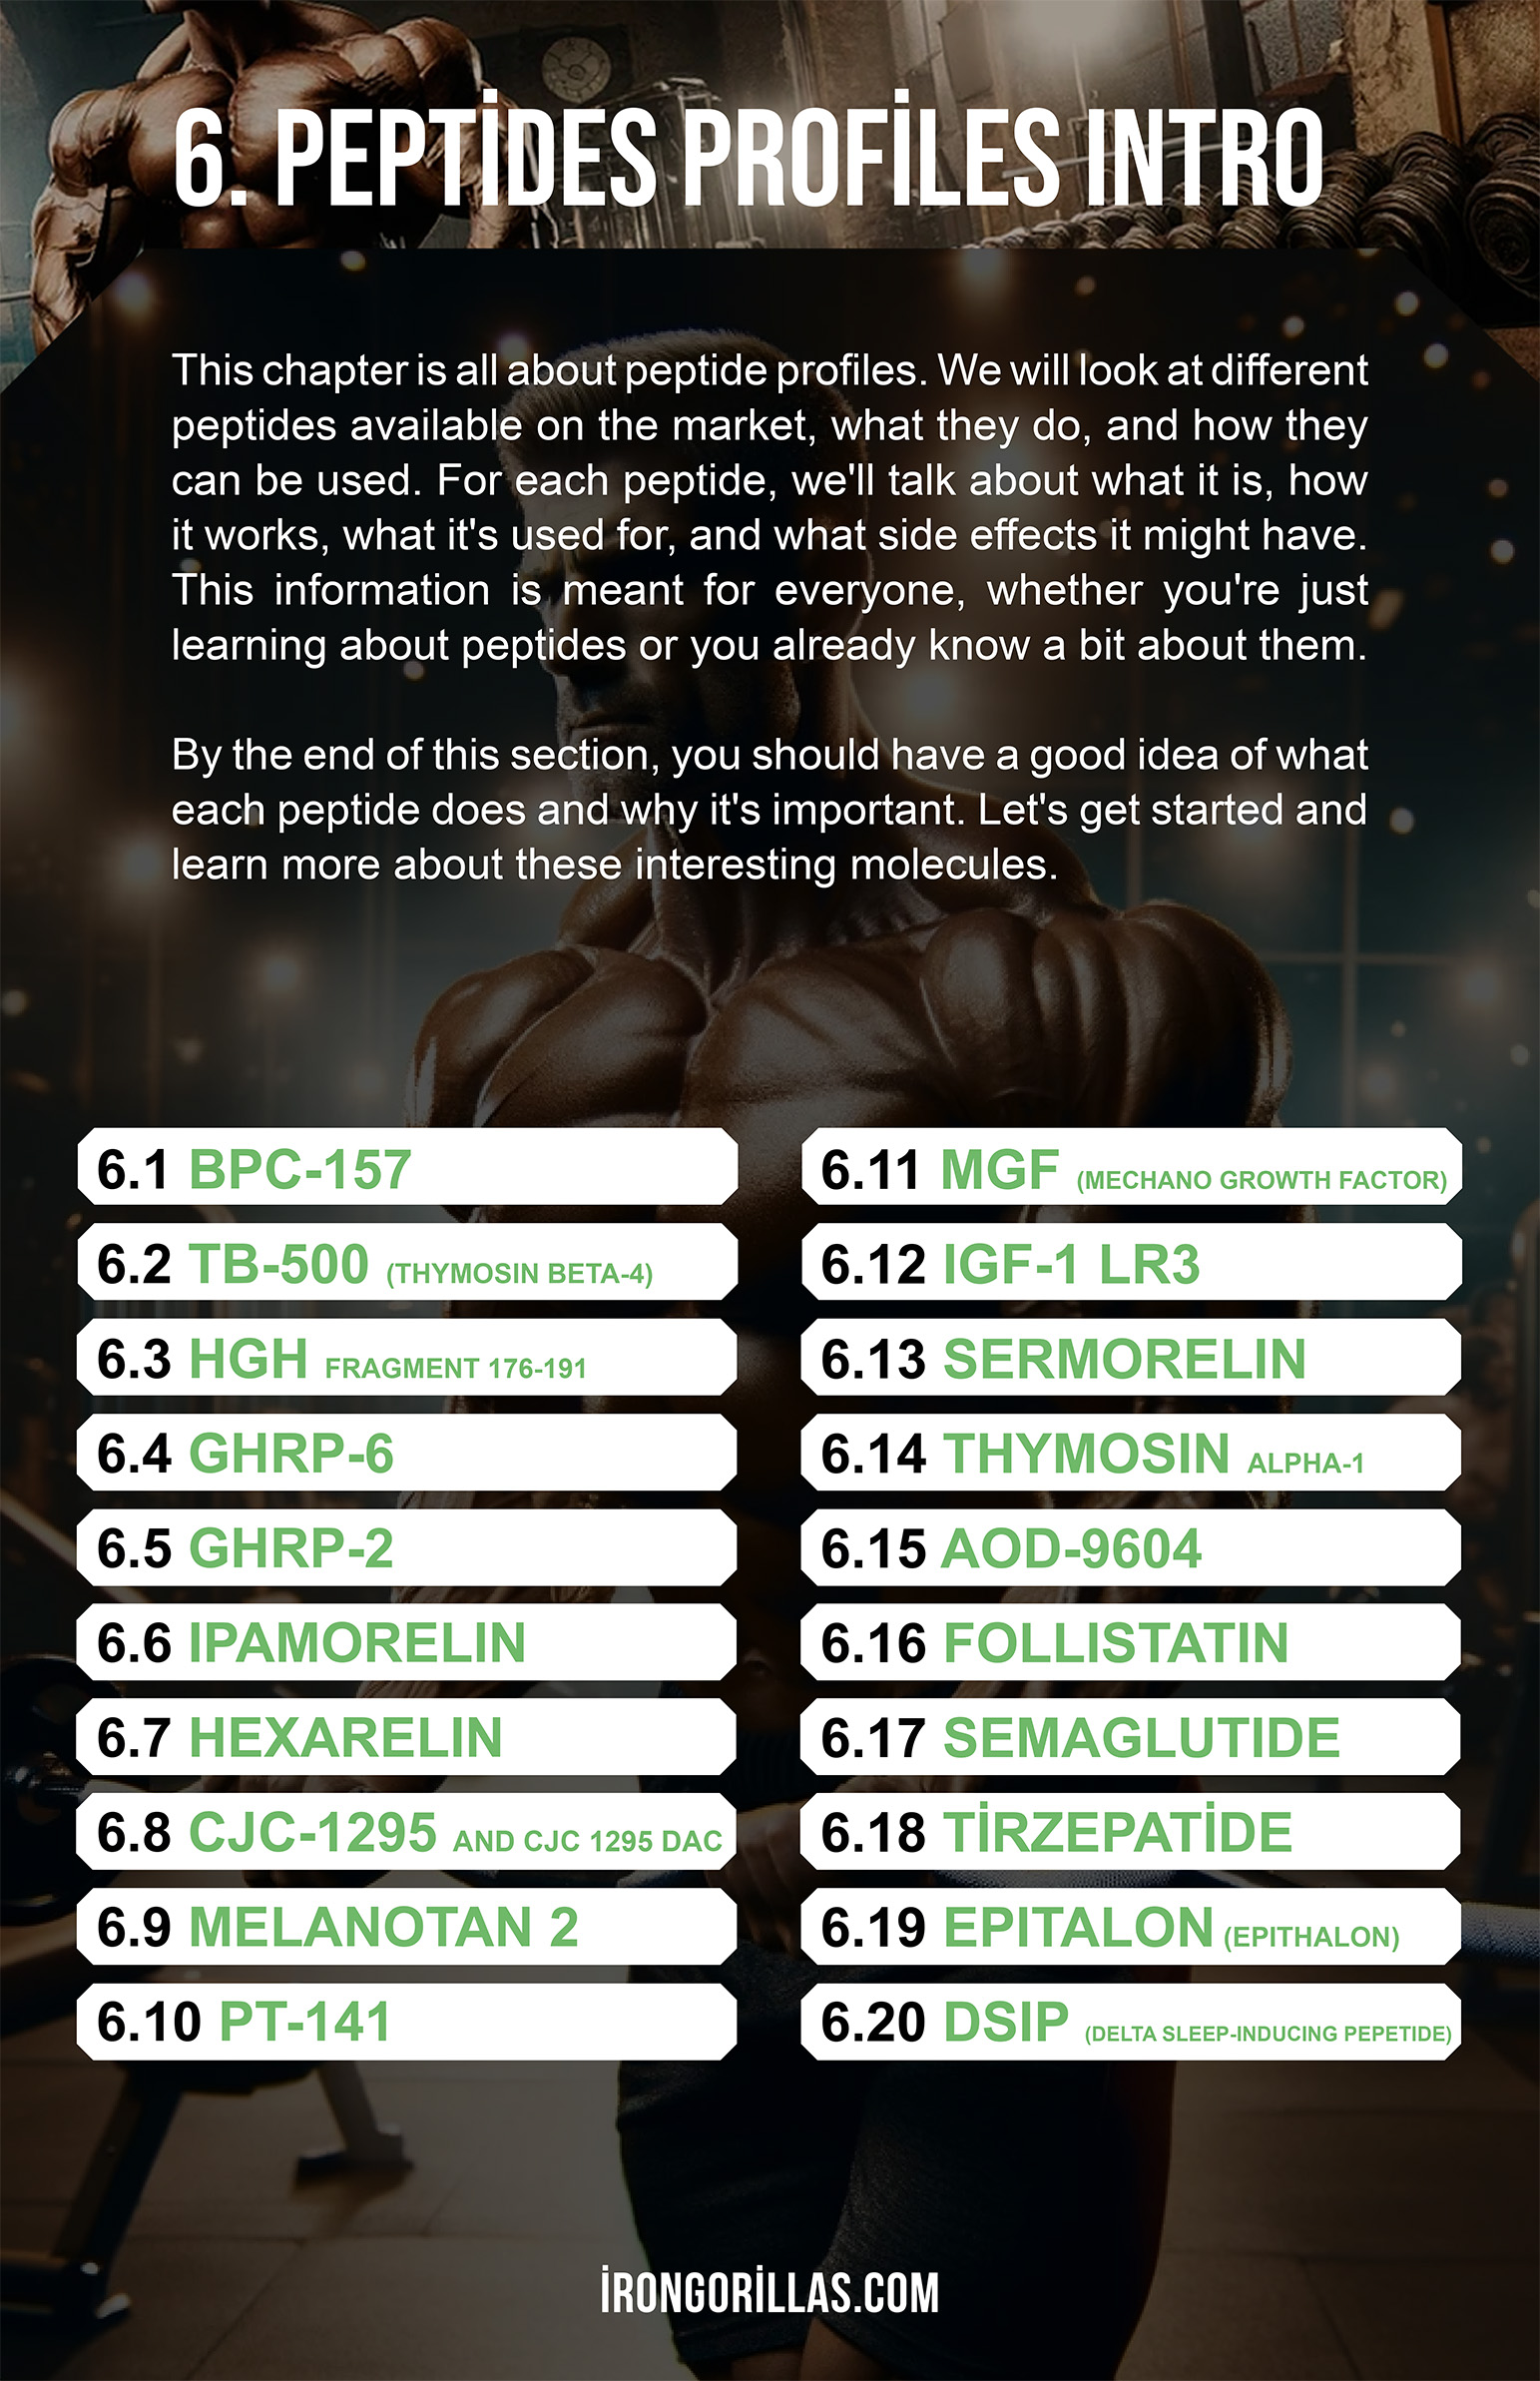 6. PEPTİDES PROFİLES INTRO
This chapter is all about peptide profiles. We will look at different
peptides available on the market, what they do, and how they
can be used. For each peptide, we'll talk about what it is, how
it works, what it's used for, and what side effects it might have.
This information is meant for everyone, whether you're just
learning about peptides or you already know a bit about them.
By the end of this section, you should have a good idea of what
each peptide does and why it's important. Let's get started and
learn more about these interesting molecules.
6.1 BPC-157
6.2 TB-500 (THYMOSIN BETA-4)
6.3 HGH FRAGMENT 176-191
6.4 GHRP-6
6.5 GHRP-2
6.6 IPAMORELIN
6.7 HEXARELIN
6.8 CJC-1295 AND CJC 1295 DAC
6.9 MELANOTAN 2
6.10 PT-141
6.11 MGF (MECHANO GROWTH FACTOR)
6.12 IGF-1 LR3
6.13 SERMORELIN
6.14 THYMOSIN ALPHA-1
6.15 AOD-9604
6.16 FOLLISTATIN
6.17 SEMAGLUTIDE
6.18 TİRZEPATİDE
6.19 EPITALON (EPITHALON)
6.20 DSIP (DELTA SLEEP-INDUCING PEPETIDE)
İRONGORİLLAS.COM